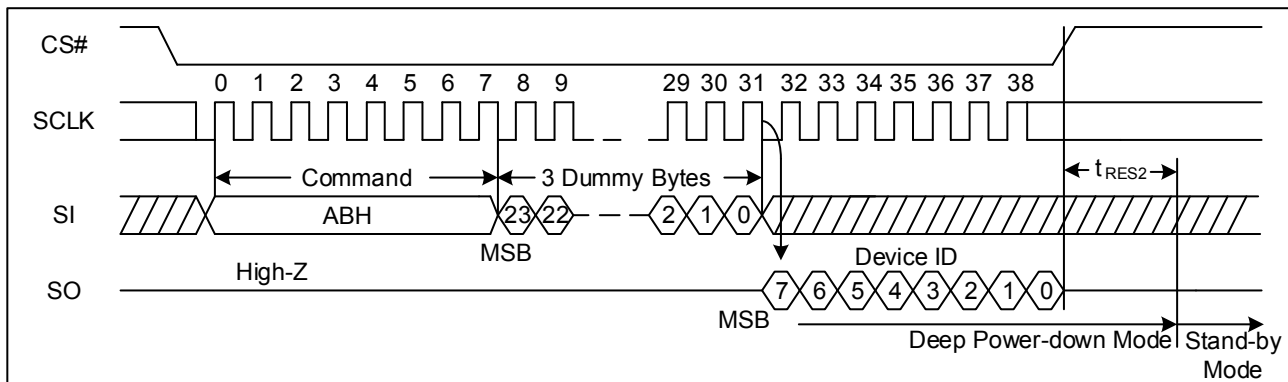 CS#
0 1 2 3 4 5 6 7 8 9 29 30 31 32 33 34 35 36 37 38
SCLK
Command 3 Dummy Bytes tRES2
SI ABH 23 22 2 1 0
MSB
High-Z Device ID
SO 7 6 5 4 3 2 1 0
MSB
Deep Power-down Mode Stand-by
Mode